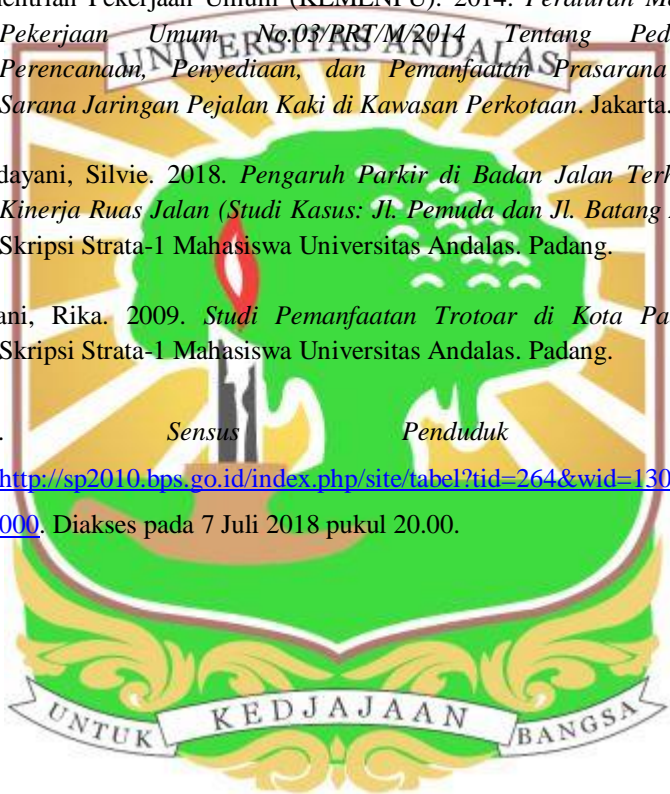 entrian Pekerjaan Umum (KEMENPU). 2014. Peraturan M
Pekerjaan Umum No.03/PRT/M/2014 Tentang Ped
UNIVERSITAS ANDALAS
Perencanaan, Penyediaan, dan Pemanfaatan Prasarana
Sarana Jaringan Pejalan Kaki di Kawasan Perkotaan. Jakarta.
dayani, Silvie. 2018. Pengaruh Parkir di Badan Jalan Terh
Kinerja Ruas Jalan (Studi Kasus: Jl. Pemuda dan Jl. Batang
Skripsi Strata-1 Mahasiswa Universitas Andalas. Padang.
ani, Rika. 2009. Studi Pemanfaatan Trotoar di Kota Pa
Skripsi Strata-1 Mahasiswa Universitas Andalas. Padang.
. Sensus Penduduk
http://sp2010.bps.go.id/index.php/site/tabel?tid=264&wid=130
000. Diakses pada 7 Juli 2018 pukul 20.00.
UNTUK KEDJAJAAN BANGSA